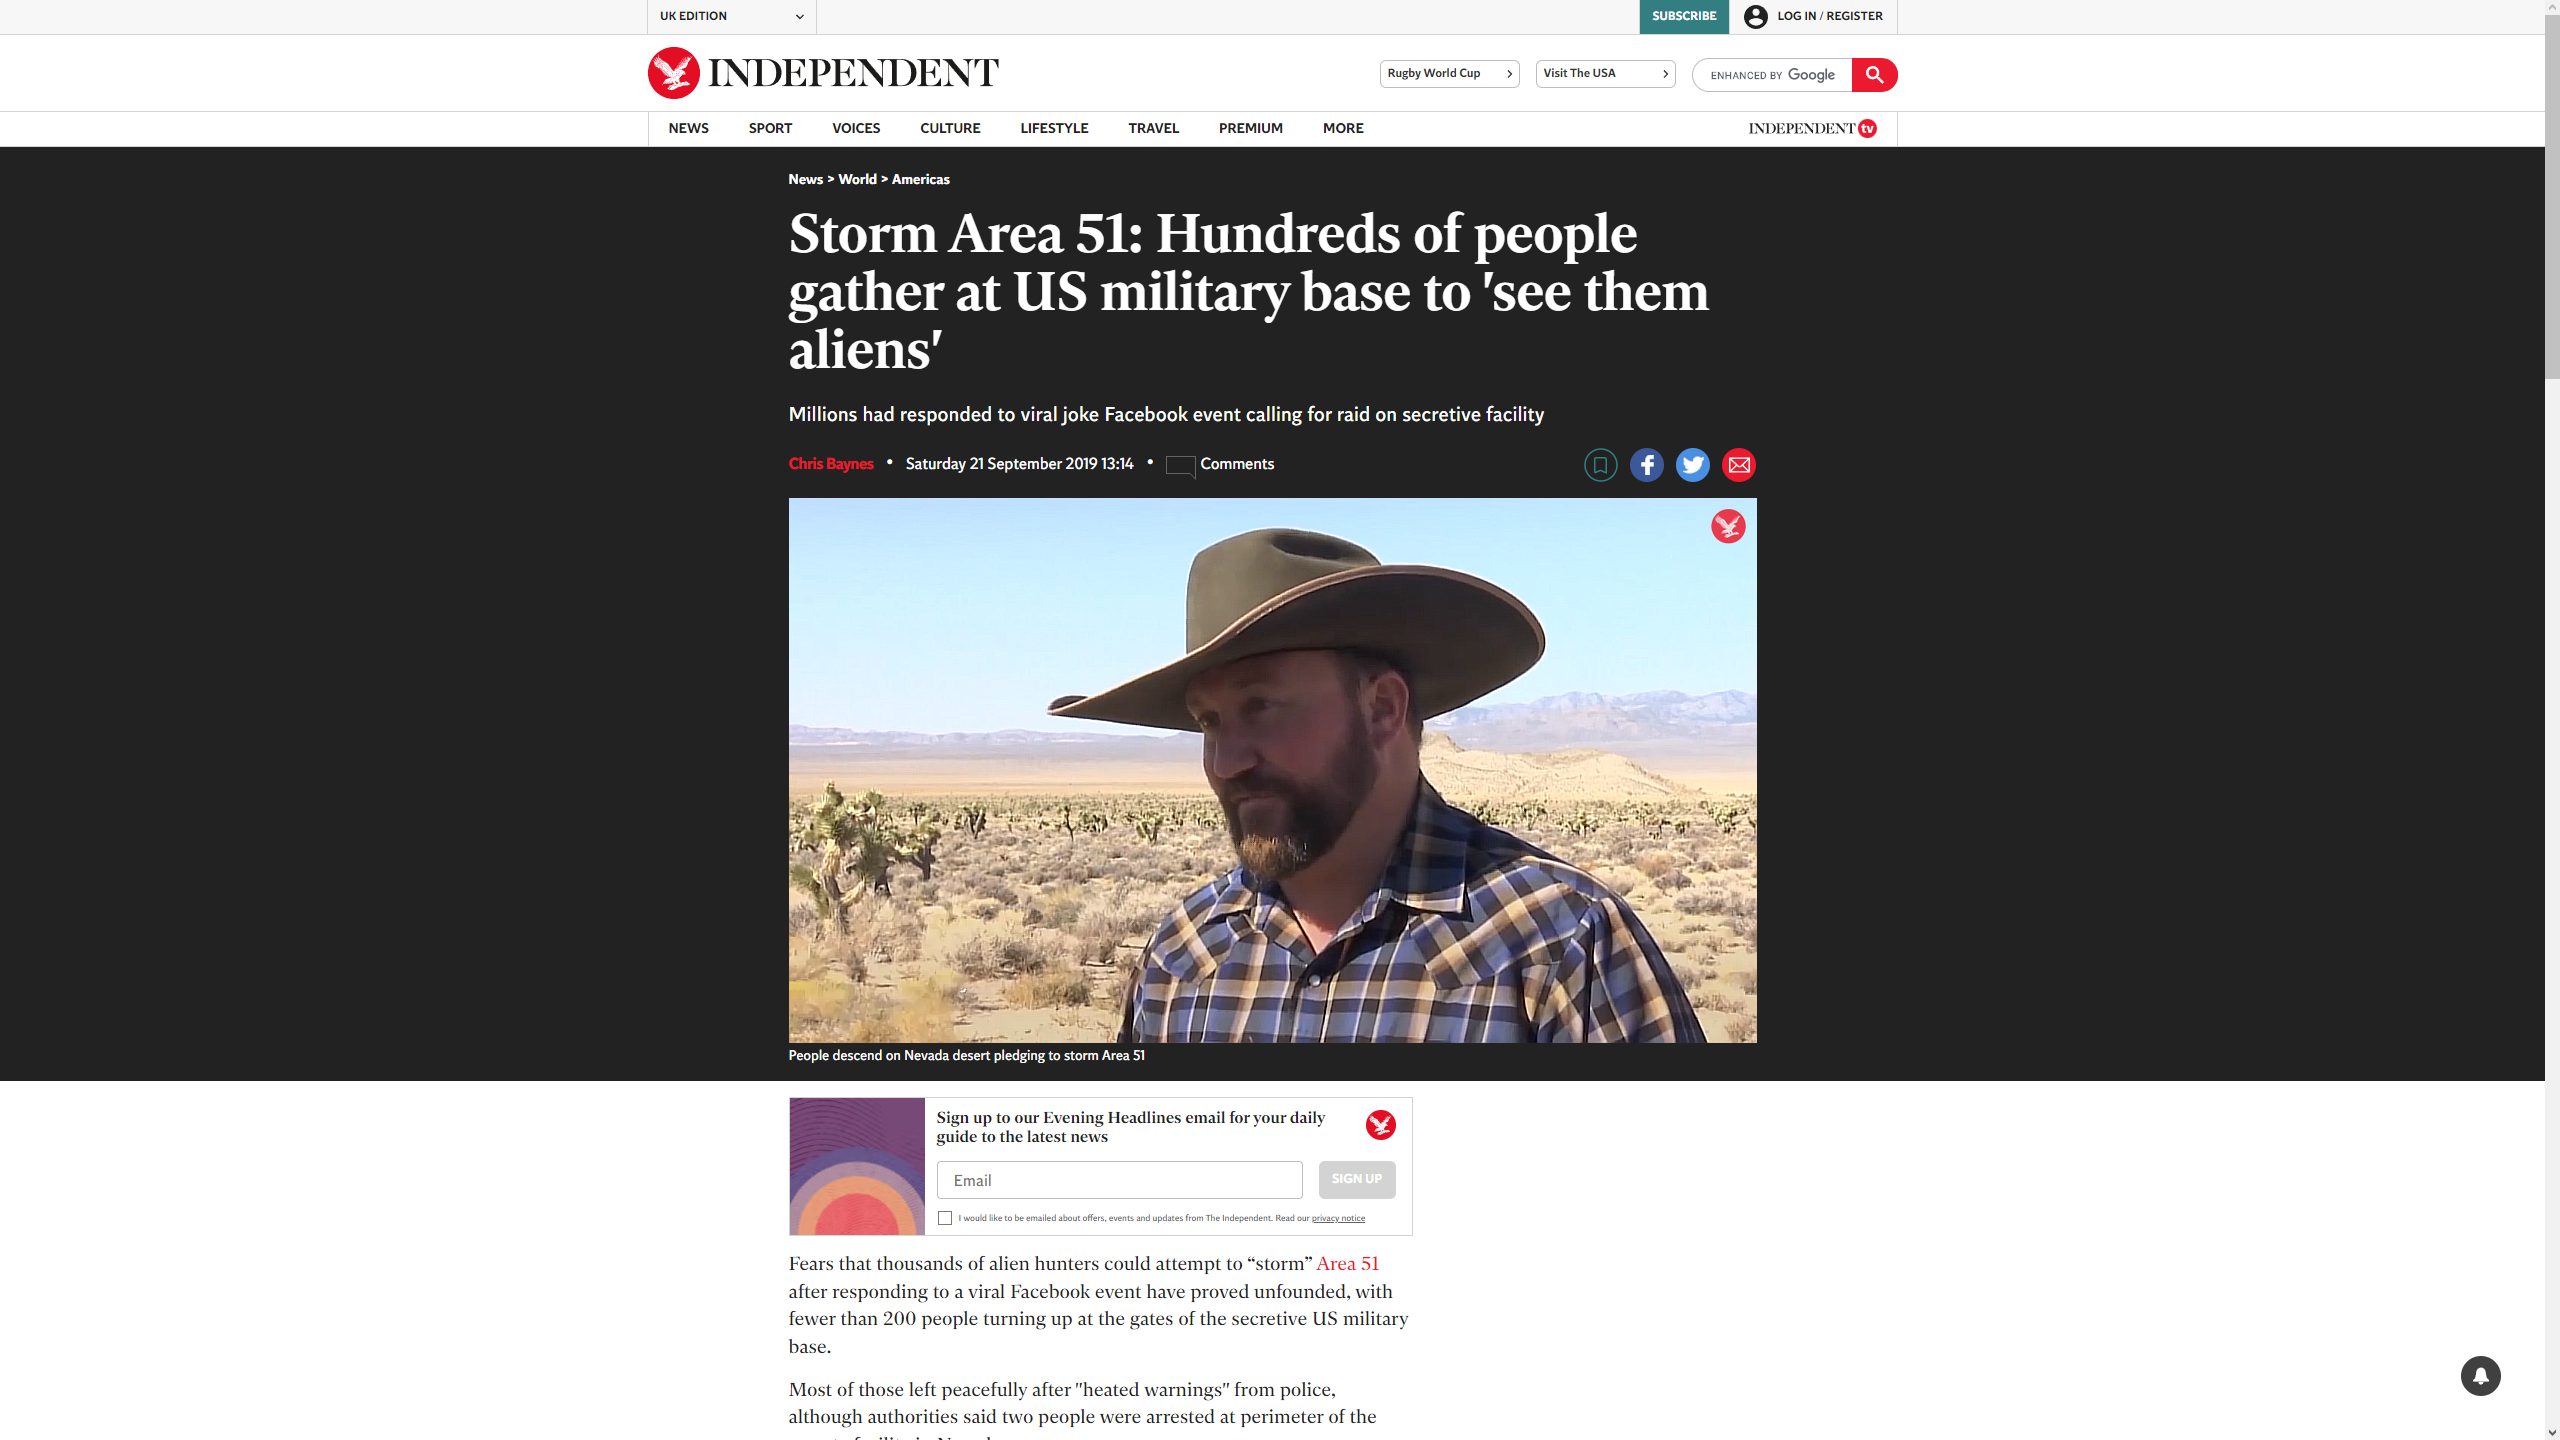 UK EDITION
SUBSCRIBE
LOG IN / REGISTER
INDEPENDENT
Rugby World Cup
Visit The USA
ENHANCED BY Google
NEWS SPORT VOICES CULTURE LIFESTYLE TRAVEL PREMIUM MORE
INDEPENDENT tv
News > World > Americas
Storm Area 51: Hundreds of people
gather at US military base to 'see them
aliens'
Millions had responded to viral joke Facebook event calling for raid on secretive facility
Chris Baynes • Saturday 21 September 2019 13:14 • Comments
People descend on Nevada desert pledging to storm Area 51
Sign up to our Evening Headlines email for your daily
guide to the latest news
Email
SIGN UP
I would like to be emailed about offers, events and updates from The Independent. Read our privacy notice
Fears that thousands of alien hunters could attempt to “storm” Area 51
after responding to a viral Facebook event have proved unfounded, with
fewer than 200 people turning up at the gates of the secretive US military
base.
Most of those left peacefully after "heated warnings" from police,
although authorities said two people were arrested at perimeter of the